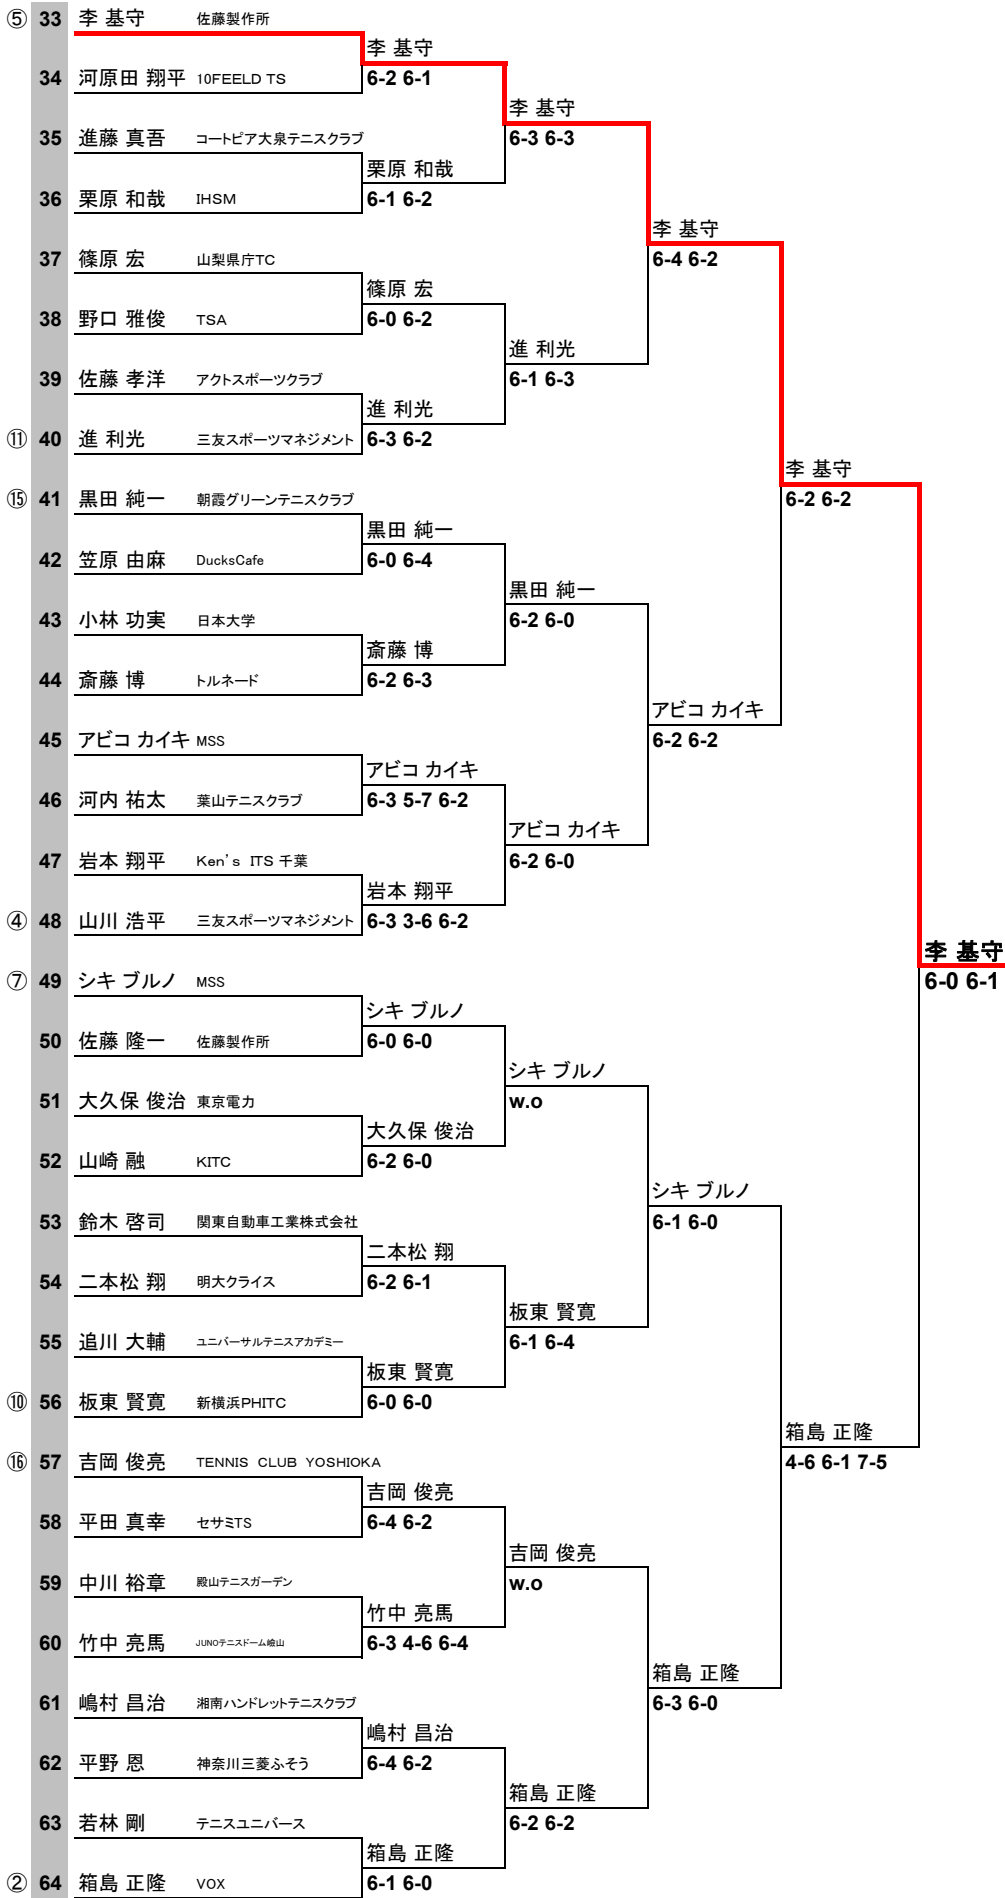 ⑤ 33 李 基守 佐藤製作所
李 基守
34 河原田 翔平 10FEELD TS 6-2 6-1
李 基守
35 進藤 真吾 コートピア大泉テニスクラブ 6-3 6-3
栗原 和哉
36 栗原 和哉 IHSM 6-1 6-2
李 基守
37 篠原 宏 山梨県庁TC 6-4 6-2
篠原 宏
38 野口 雅俊 TSA 6-0 6-2
進 利光
39 佐藤 孝洋 アクトスポーツクラブ 6-1 6-3
進 利光
⑪ 40 進 利光 三友スポーツマネジメント 6-3 6-2
李 基守
⑮ 41 黒田 純一 朝霞グリーンテニスクラブ 6-2 6-2
黒田 純一
42 笠原 由麻 DucksCafe 6-0 6-4
黒田 純一
43 小林 功実 日本大学 6-2 6-0
斎藤 博
44 斎藤 博 トルネード 6-2 6-3
アビコ カイキ
45 アビコ カイキ MSS 6-2 6-2
アビコ カイキ
46 河内 祐太 葉山テニスクラブ 6-3 5-7 6-2
アビコ カイキ
47 岩本 翔平 Ken's ITS 千葉 6-2 6-0
岩本 翔平
④ 48 山川 浩平 三友スポーツマネジメント 6-3 3-6 6-2
李 基守
⑦ 49 シキ ブルノ MSS 6-0 6-1
シキ ブルノ
50 佐藤 隆一 佐藤製作所 6-0 6-0
シキ ブルノ
51 大久保 俊治 東京電力 w.o
大久保 俊治
52 山崎 融 KITC 6-2 6-0
シキ ブルノ
53 鈴木 啓司 関東自動車工業株式会社 6-1 6-0
二本松 翔
54 二本松 翔 明大クライス 6-2 6-1
板東 賢寛
55 追川 大輔 ユニバーサルテニスアカデミー 6-1 6-4
板東 賢寛
⑩ 56 板東 賢寛 新横浜PHITC 6-0 6-0
箱島 正隆
⑯ 57 吉岡 俊亮 TENNIS CLUB YOSHIOKA 4-6 6-1 7-5
吉岡 俊亮
58 平田 真幸 セサミTS 6-4 6-2
吉岡 俊亮
59 中川 裕章 殿山テニスガーデン w.o
竹中 亮馬
60 竹中 亮馬 JUNOテニスドーム嶮山 6-3 4-6 6-4
箱島 正隆
61 嶋村 昌治 湘南ハンドレットテニスクラブ 6-3 6-0
嶋村 昌治
62 平野 恩 神奈川三菱ふそう 6-4 6-2
箱島 正隆
63 若林 剛 テニスユニバース 6-2 6-2
箱島 正隆
② 64 箱島 正隆 VOX 6-1 6-0